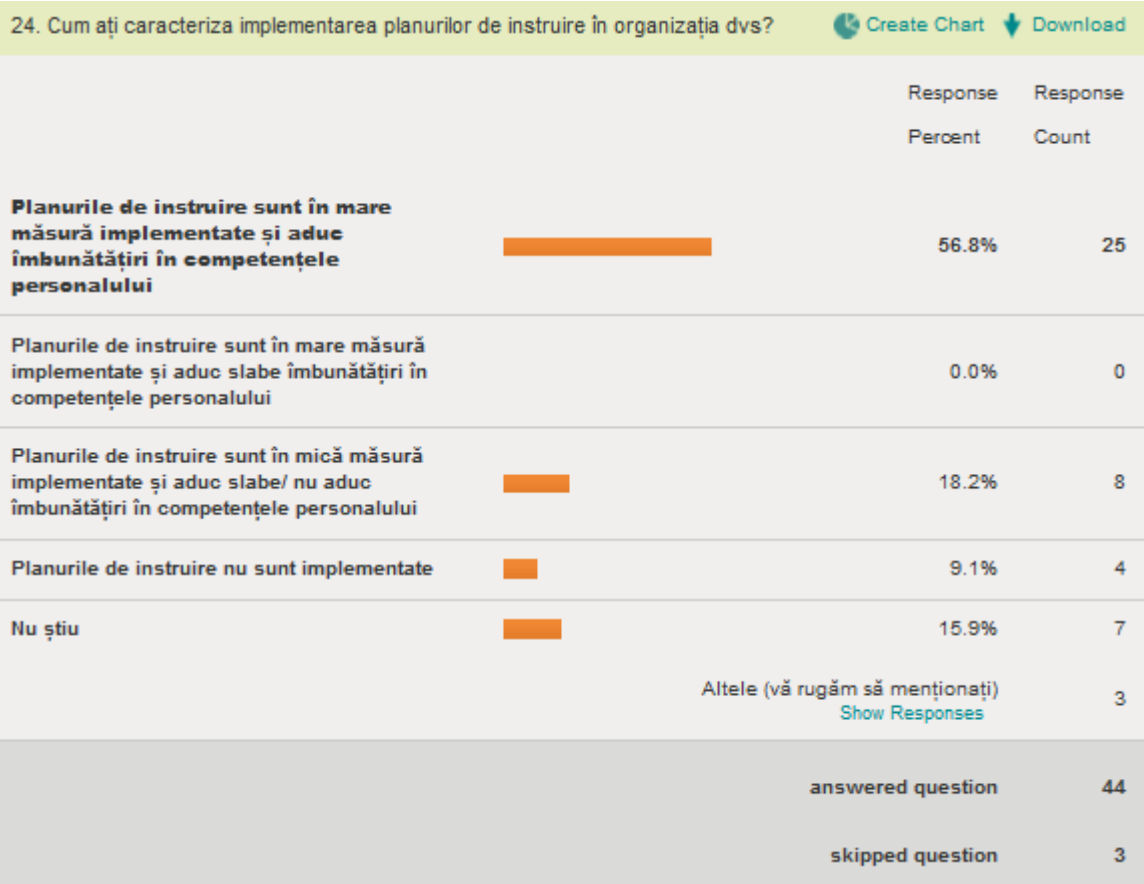 24. Cum ați caracteriza implementarea planurilor de instruire în organizația dvs? Create Chart Download
Response Response
Percent Count
Planurile de instruire sunt în mare
măsură implementate și aduc
îmbunătățiri în competențele
personalului
56.8% 25
Planurile de instruire sunt în mare măsură
implementate și aduc slabe îmbunătățiri în
competențele personalului
0.0% 0
Planurile de instruire sunt în mică măsură
implementate și aduc slabe/ nu aduc
îmbunătățiri în competențele personalului
18.2% 8
Planurile de instruire nu sunt implementate 9.1% 4
Nu știu 15.9% 7
Altele (vă rugăm să menționați)
Show Responses
3
answered question 44
skipped question 3